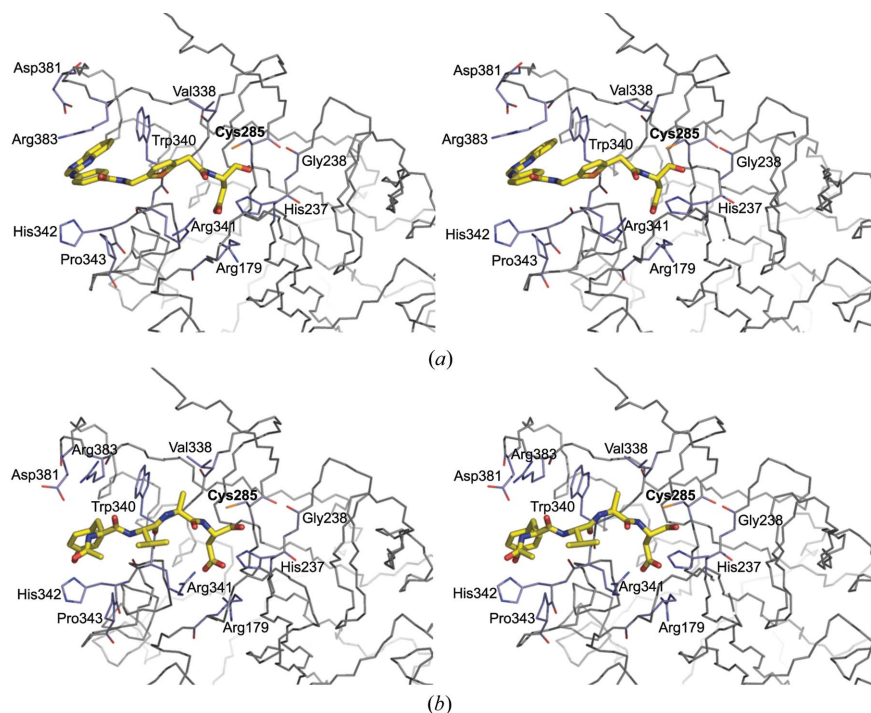 Asp381
Val338
Arg383
Trp340
Cys285
Gly238
His342
Arg341
His237
Pro343
Arg179
Asp381
Val338
Arg383
Trp340
Cys285
Gly238
His342
Arg341
His237
Pro343
Arg179
(a)
Asp381
Arg383
Val338
Trp340
Cys285
Gly238
His342
Arg341
His237
Pro343
Arg179
Asp381
Arg383
Val338
Trp340
Cys285
Gly238
His342
Arg341
His237
Pro343
Arg179
(b)